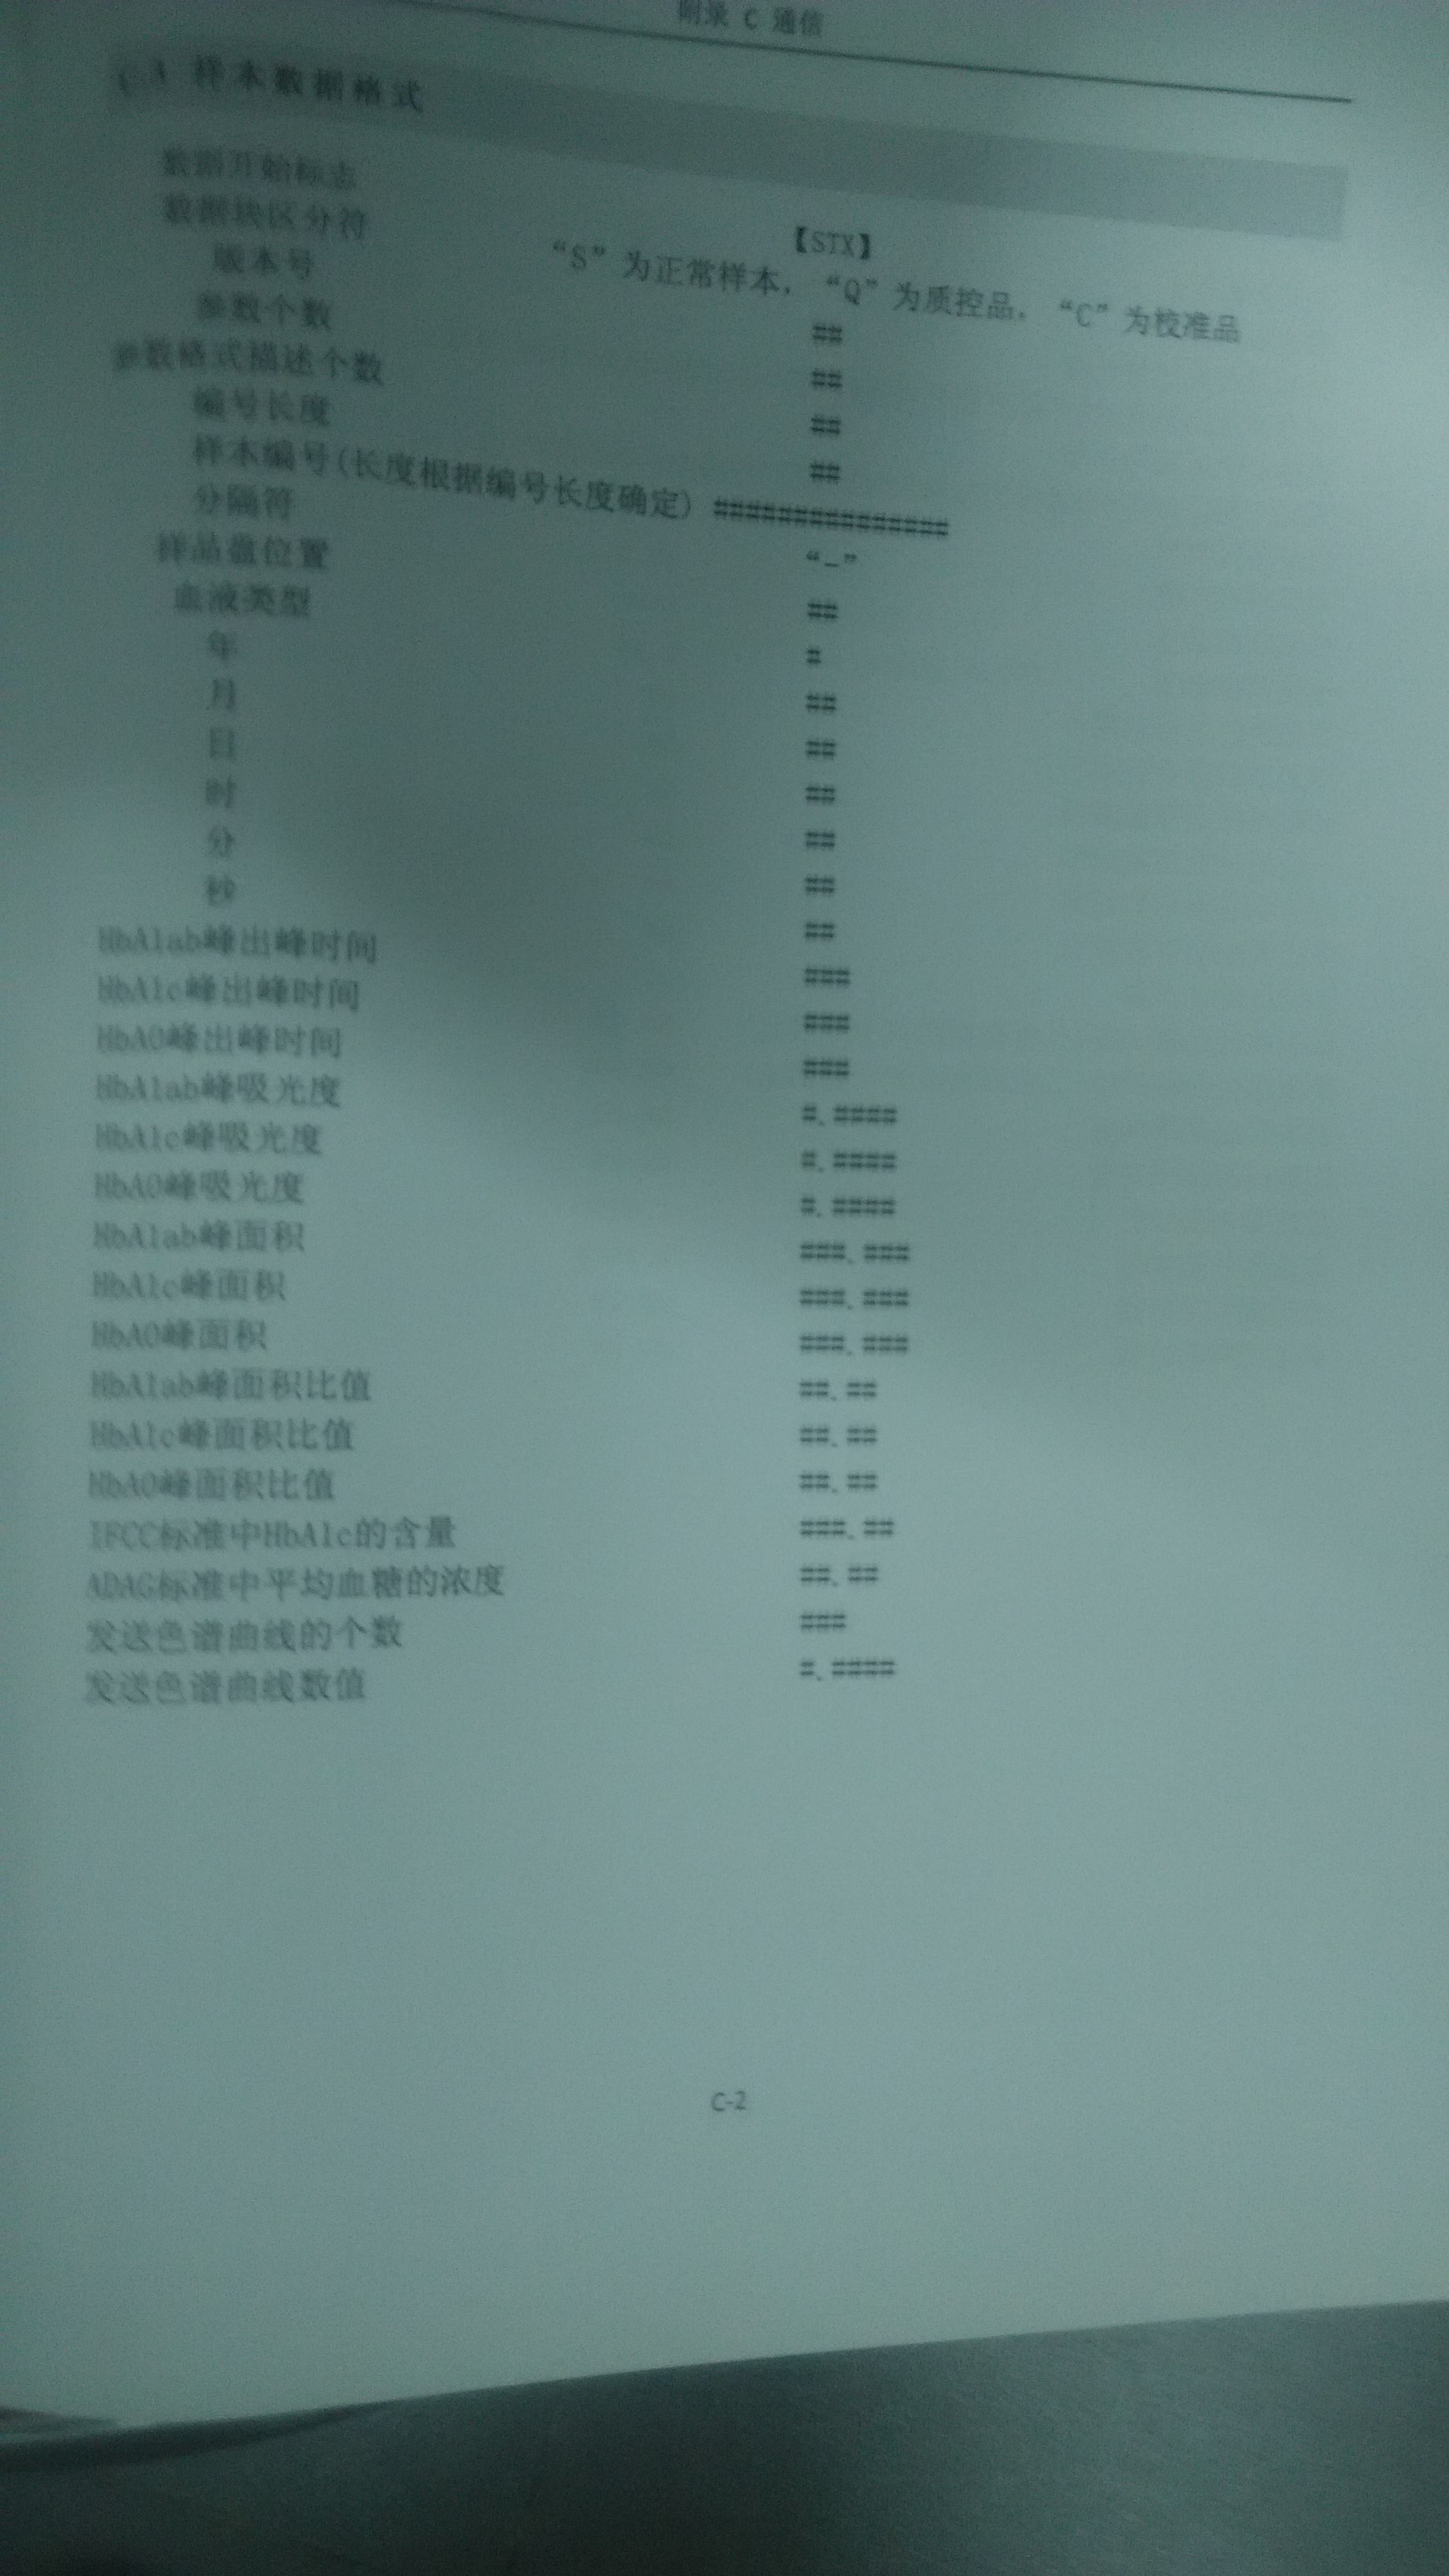 附录 C 通信
样本数据格式
数据开始标志 【STX】
数据块区分符 “S”为正常样本，“Q”为质控品，“C”为校准品
版本号 ##
参数个数 ##
参数格式描述个数 ##
编号长度 ##
样本编号(长度根据编号长度确定) ###############
分隔符 “-”
样品盘位置 ##
血液类型 #
年 ##
月 ##
日 ##
时 ##
分 ##
秒 ##
HbA1ab峰出峰时间 ###
HbA1c峰出峰时间 ###
HbA0峰出峰时间 ###
HbA1ab峰吸光度 #.####
HbA1c峰吸光度 #.####
HbA0峰吸光度 #.####
HbA1ab峰面积 ###.###
HbA1c峰面积 ###.###
HbA0峰面积 ###.###
HbA1ab峰面积比值 ##.##
HbA1c峰面积比值 ##.##
HbA0峰面积比值 ##.##
IFCC标准中HbA1c的含量 ###.##
ADAG标准中平均血糖的浓度 ##.##
发送色谱曲线的个数 ###
发送色谱曲线数值 #.####
C-2